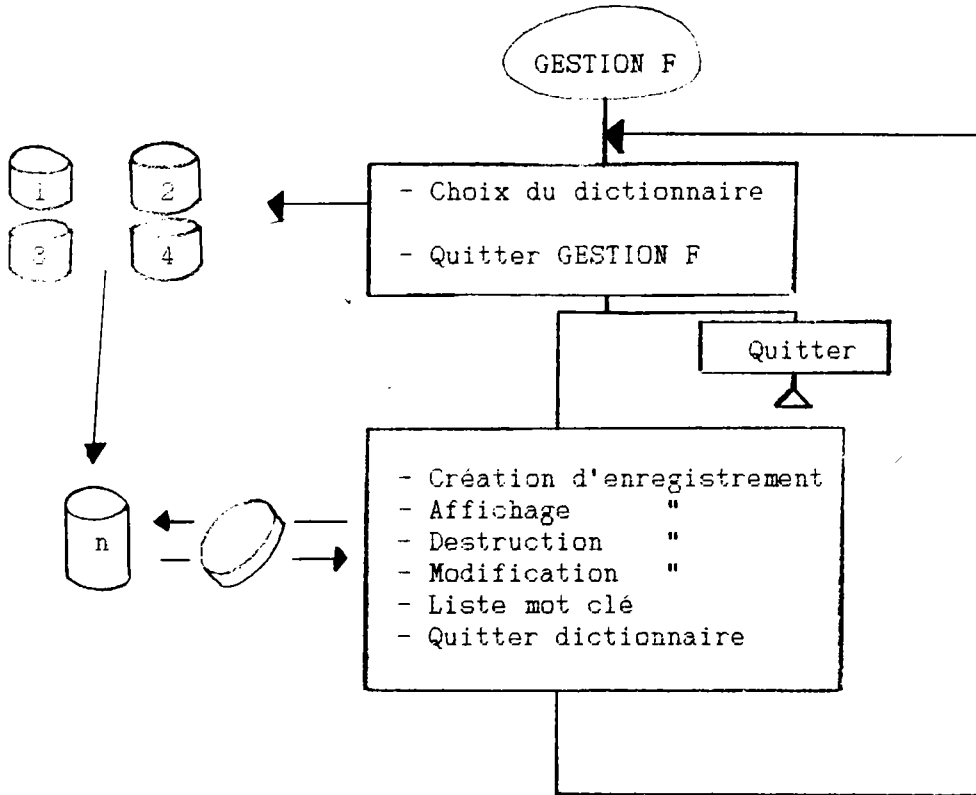 GESTION F
1 2
3 4
- Choix du dictionnaire
- Quitter GESTION F
Quitter
n
- Création d'enregistrement
- Affichage "
- Destruction "
- Modification "
- Liste mot clé
- Quitter dictionnaire